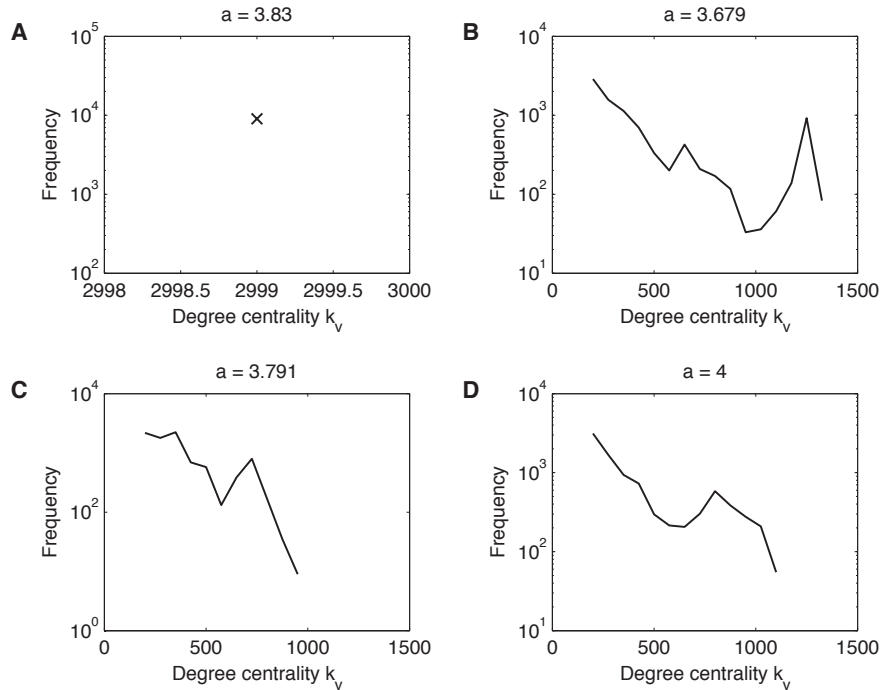 A
a = 3.83
Frequency
10^5
10^4
10^3
10^2
2998
2998.5
2999
2999.5
3000
Degree centrality k_v
B
a = 3.679
Frequency
10^4
10^3
10^2
10^1
0
500
1000
1500
Degree centrality k_v
C
a = 3.791
Frequency
10^4
10^2
10^0
0
500
1000
1500
Degree centrality k_v
D
a = 4
Frequency
10^4
10^3
10^2
10^1
0
500
1000
1500
Degree centrality k_v